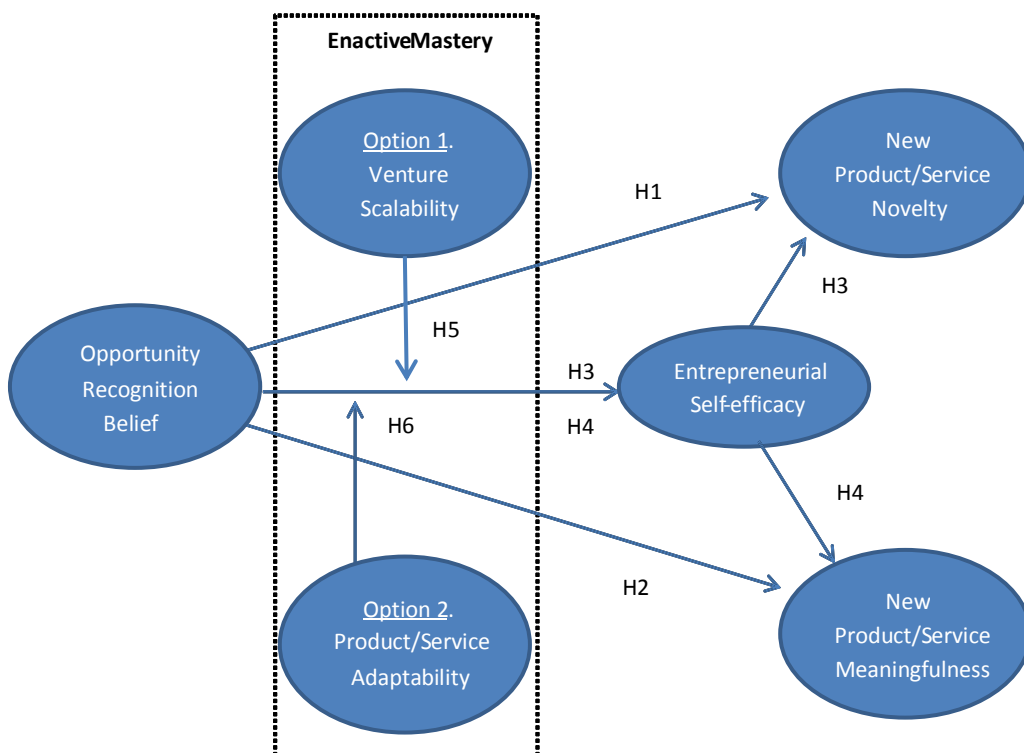 EnactiveMastery
Option 1.
Venture
Scalability
New
Product/Service
Novelty
H1
H3
H5
Opportunity
Recognition
Belief
H3
Entrepreneurial
Self-efficacy
H6
H4
H4
H2
Option 2.
Product/Service
Adaptability
New
Product/Service
Meaningfulness